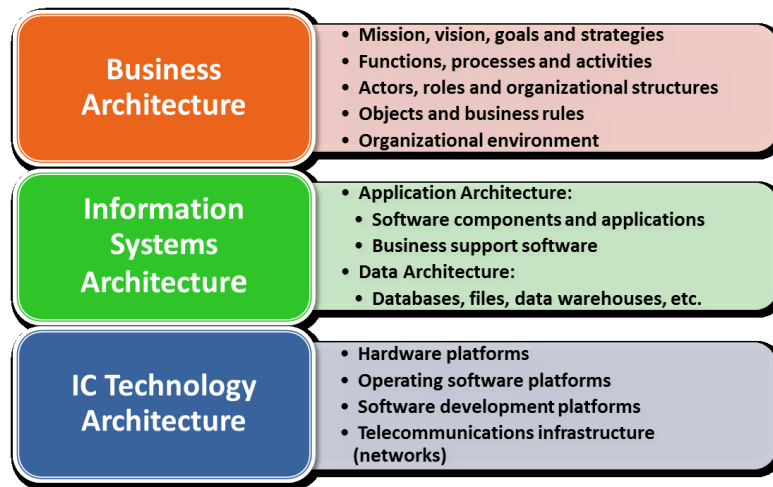 Business
Architecture
• Mission, vision, goals and strategies
• Functions, processes and activities
• Actors, roles and organizational structures
• Objects and business rules
• Organizational environment
Information
Systems
Architecture
• Application Architecture:
• Software components and applications
• Business support software
• Data Architecture:
• Databases, files, data warehouses, etc.
IC Technology
Architecture
• Hardware platforms
• Operating software platforms
• Software development platforms
• Telecommunications infrastructure
(networks)